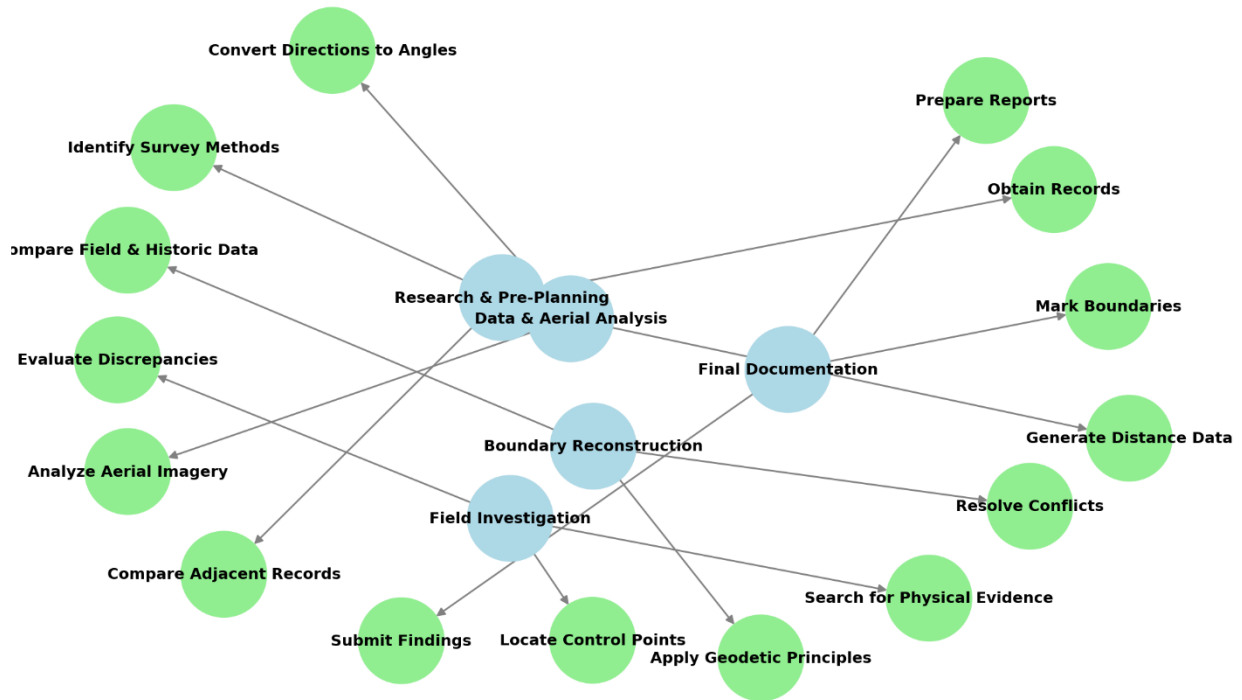 Convert Directions to Angles
Prepare Reports
Identify Survey Methods
Obtain Records
ompare Field & Historic Data
Research & Pre-Planning
Mark Boundaries
Data & Aerial Analysis
Evaluate Discrepancies
Final Documentation
Generate Distance Data
Boundary Reconstruction
Analyze Aerial Imagery
Resolve Conflicts
Field Investigation
Compare Adjacent Records
Search for Physical Evidence
Submit Findings
Locate Control Points
Apply Geodetic Principles